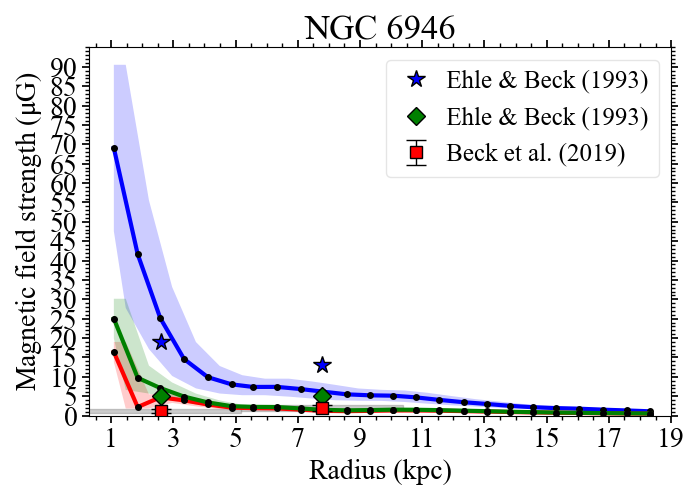 NGC 6946
Magnetic field strength (μG)
90
85
80
75
70
65
60
55
50
45
40
35
30
25
20
15
10
5
0
Ehle & Beck (1993)
Ehle & Beck (1993)
Beck et al. (2019)
1 3 5 7 9 11 13 15 17 19
Radius (kpc)